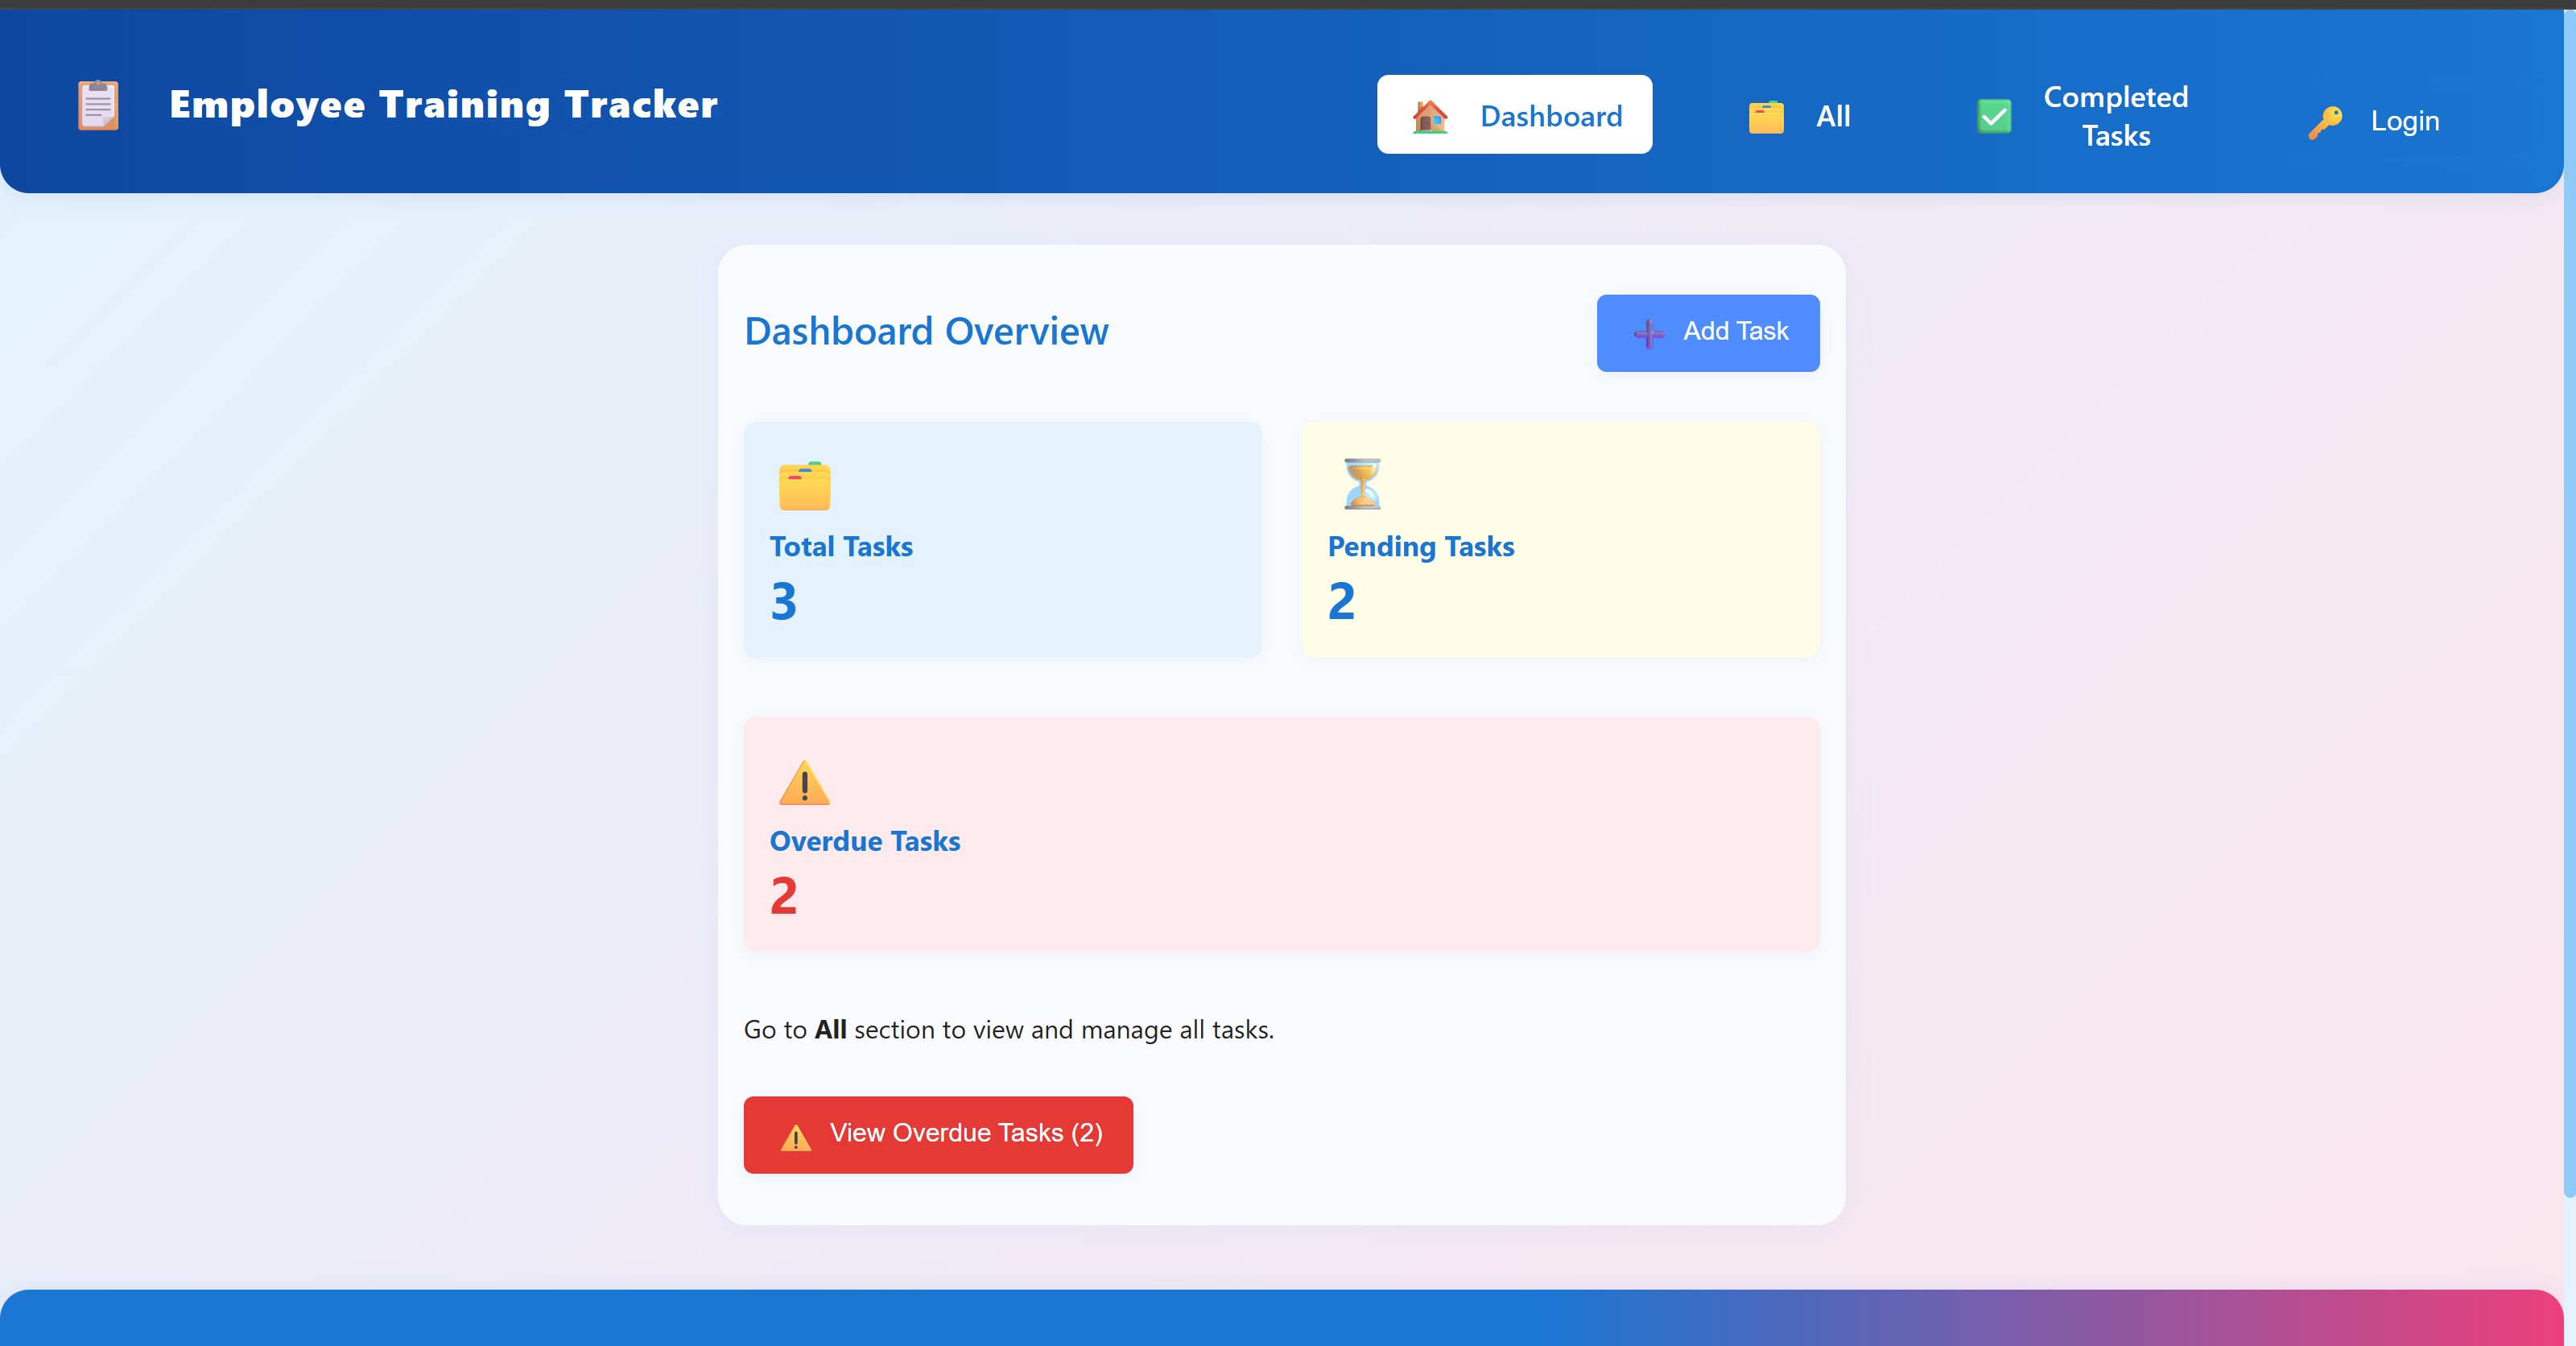 Employee Training Tracker
Dashboard
All
Completed
Tasks
Login
Dashboard Overview
Add Task
Total Tasks
3
Pending Tasks
2
Overdue Tasks
2
Go to All section to view and manage all tasks.
View Overdue Tasks (2)